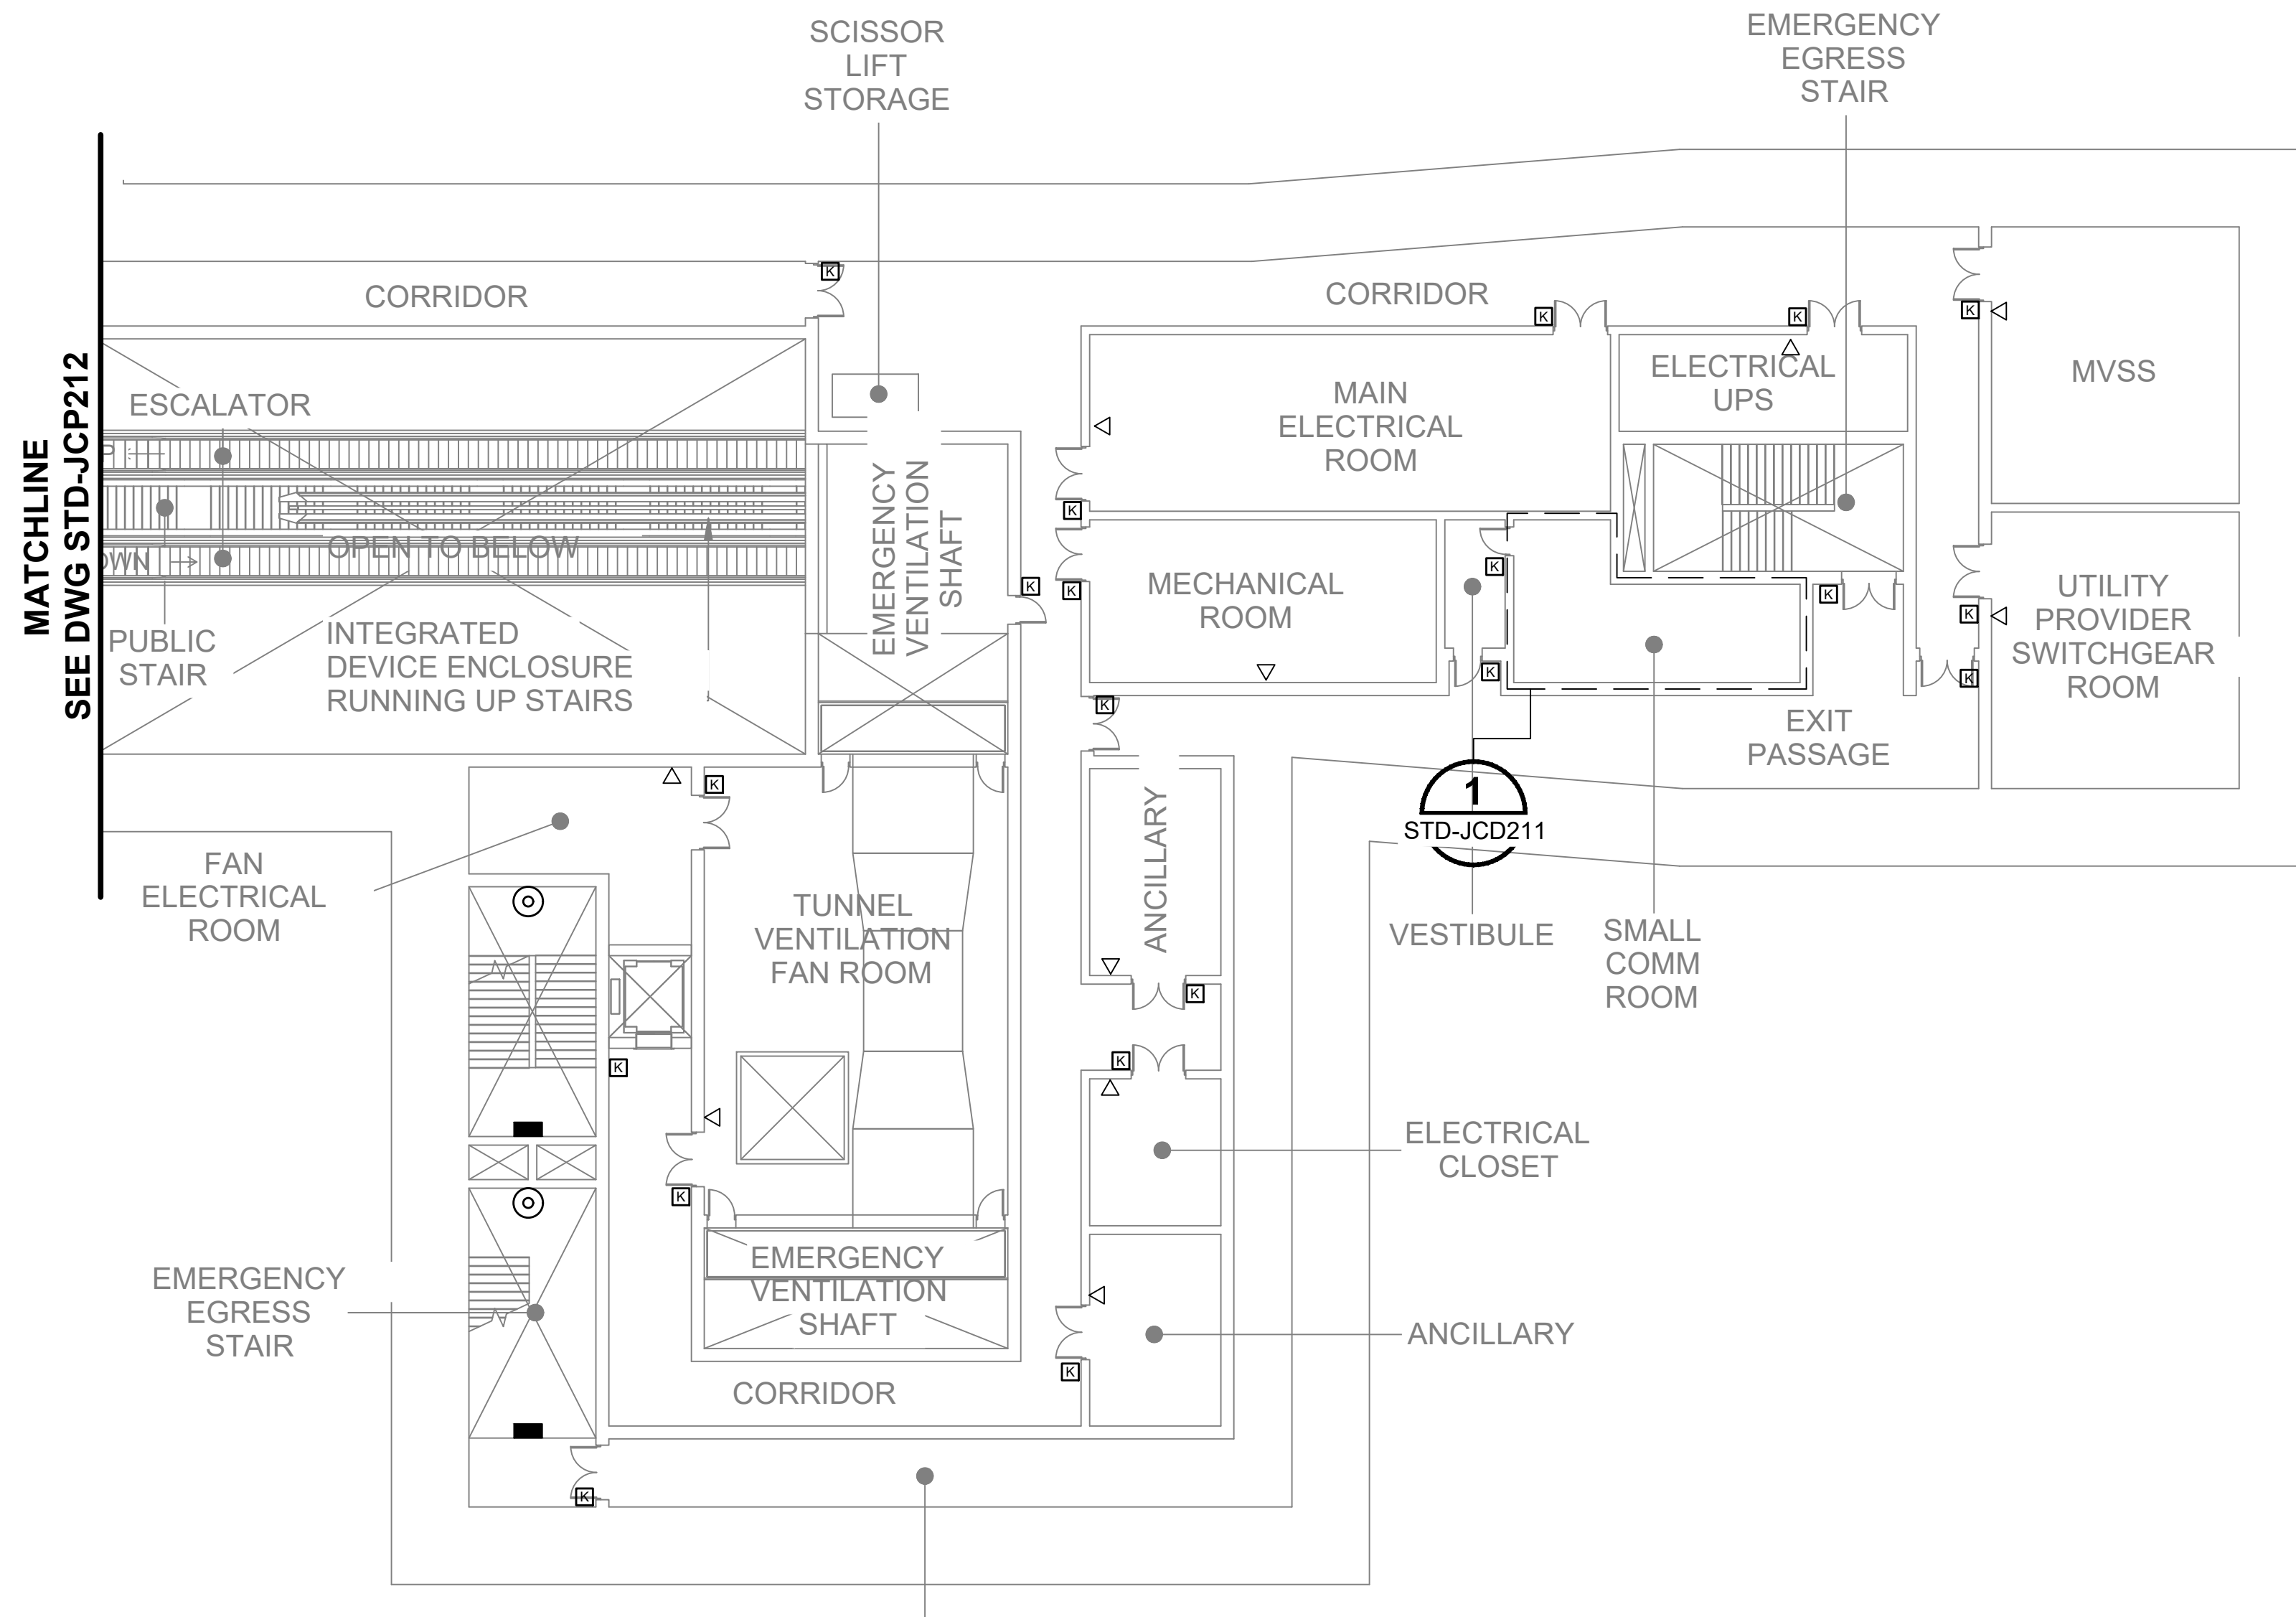 SCISSOR
LIFT
STORAGE
EMERGENCY
EGRESS
STAIR
MATCHLINE
SEE DWG STD-JCP212
CORRIDOR
K
CORRIDOR
K
K
K
MVSS
ESCALATOR
MAIN
ELECTRICAL
ROOM
ELECTRICAL
UPS
EMERGENCY
VENTILATION
SHAFT
K
OPEN TO BELOW
K
K
K
MECHANICAL
ROOM
K
K
UTILITY
PROVIDER
SWITCHGEAR
ROOM
PUBLIC
STAIR
INTEGRATED
DEVICE ENCLOSURE
RUNNING UP STAIRS
K
K
K
K
EXIT
PASSAGE
K
1
STD-JCD211
FAN
ELECTRICAL
ROOM
TUNNEL
VENTILATION
FAN ROOM
ANCILLARY
VESTIBULE
SMALL
COMM
ROOM
K
K
K
K
ELECTRICAL
CLOSET
EMERGENCY
VENTILATION
SHAFT
EMERGENCY
EGRESS
STAIR
ANCILLARY
K
CORRIDOR
K